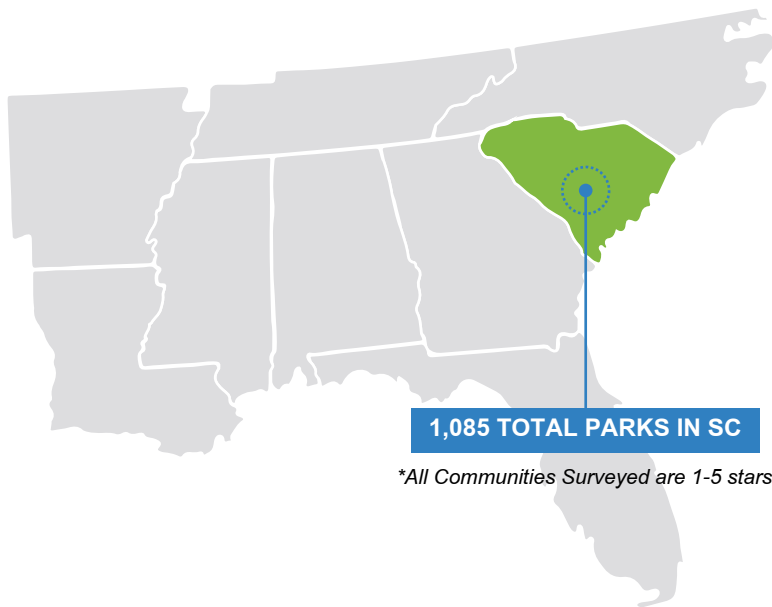 1,085 TOTAL PARKS IN SC
*All Communities Surveyed are 1-5 stars